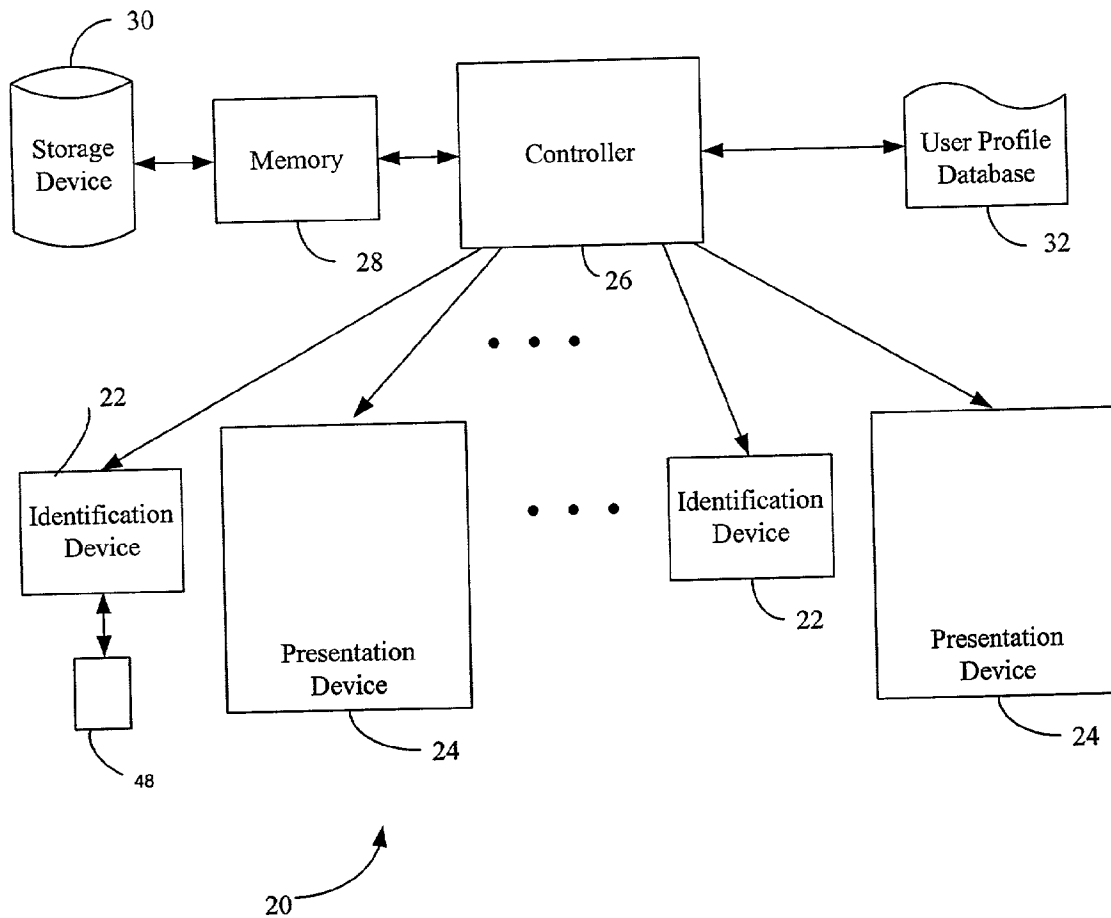 30
Storage
Device
Memory
28
Controller
26
User Profile
Database
32
22
Identification
Device
48
Presentation
Device
24
Identification
Device
22
Presentation
Device
24
20